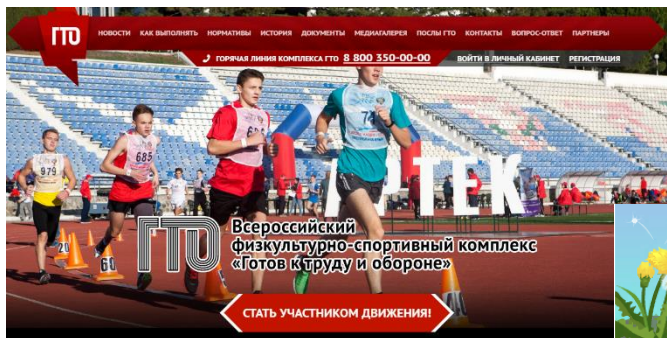 ГТО
НОВОСТИ КАК ВЫПОЛНЯТЬ НОРМАТИВЫ ИСТОРИЯ ДОКУМЕНТЫ МЕДИАГАЛЕРЕЯ ПОСЛЫ ГТО КОНТАКТЫ ВОПРОС-ОТВЕТ ПАРТНЕРЫ
ГОРЯЧАЯ ЛИНИЯ КОМПЛЕКСА ГТО 8 800 350-00-00 ВОЙТИ В ЛИЧНЫЙ КАБИНЕТ РЕГИСТРАЦИЯ
979
685
АРТЕК
20
60
ГТО
Всероссийский
физкультурно-спортивный комплекс
«Готов к труду и обороне»
СТАТЬ УЧАСТНИКОМ ДВИЖЕНИЯ!